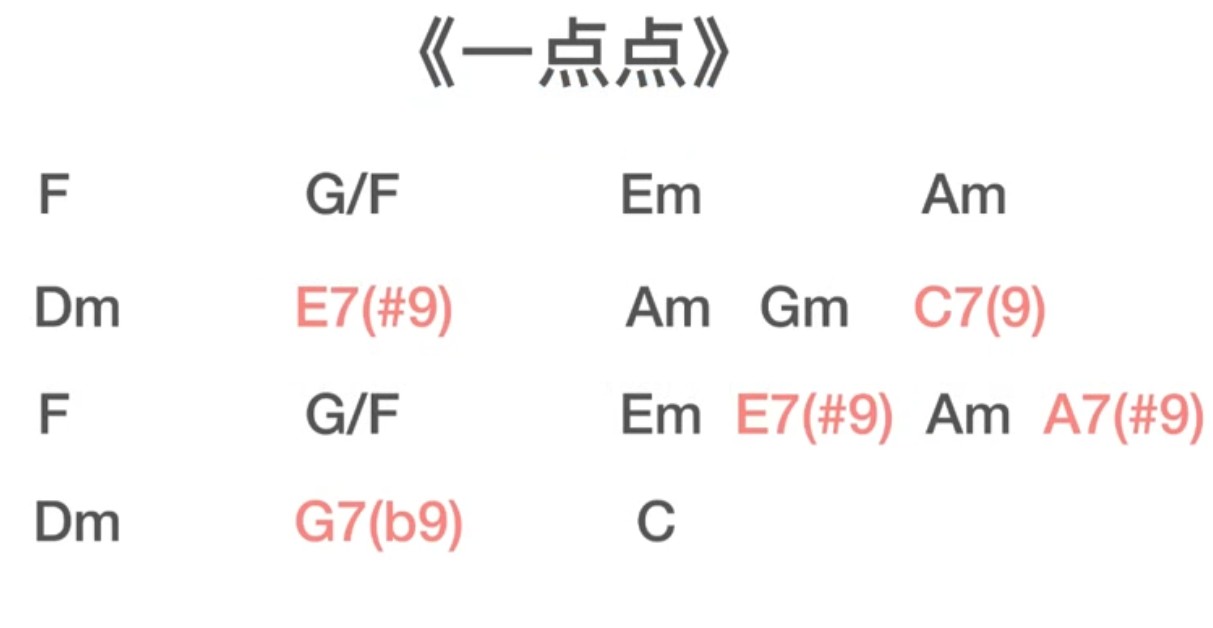 《一点点》
F G/F Em Am
Dm E7(#9) Am Gm C7(9)
F G/F Em E7(#9) Am A7(#9)
Dm G7(b9) C